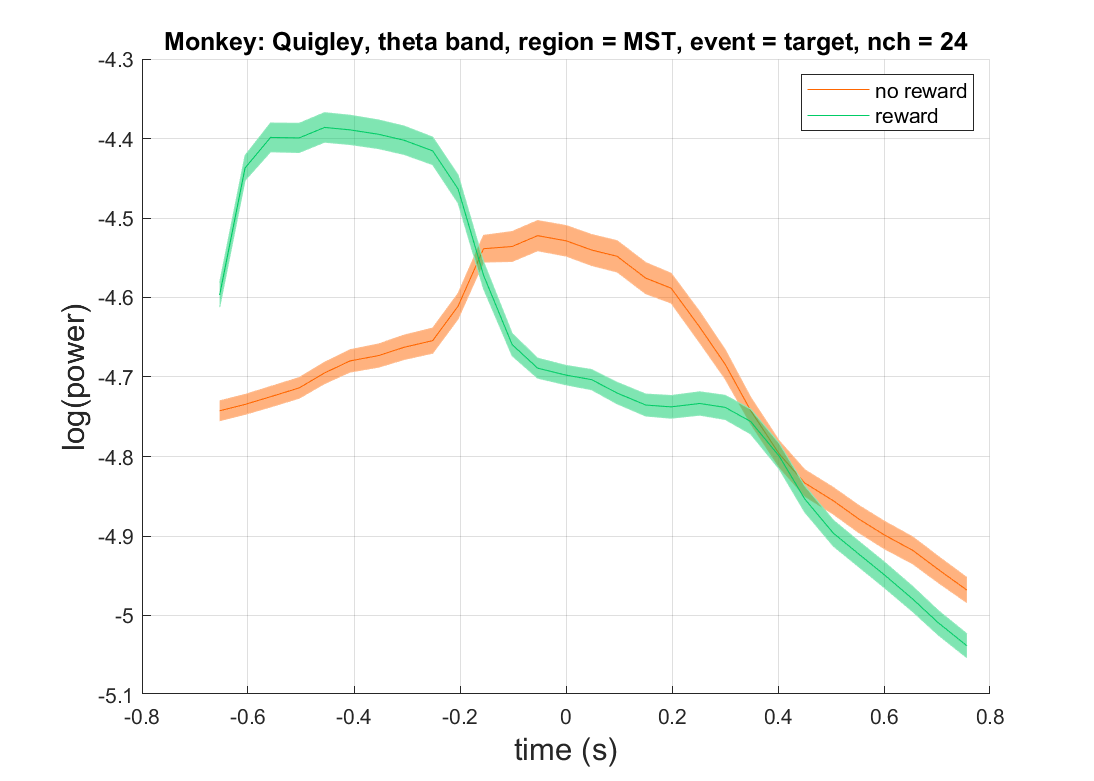 Monkey: Quigley, theta band, region = MST, event = target, nch = 24
-4.3
no reward
reward
-4.4
-4.5
-4.6
-4.7
-4.8
-4.9
-5
-5.1
log(power)
-0.8 -0.6 -0.4 -0.2 0 0.2 0.4 0.6 0.8
time (s)